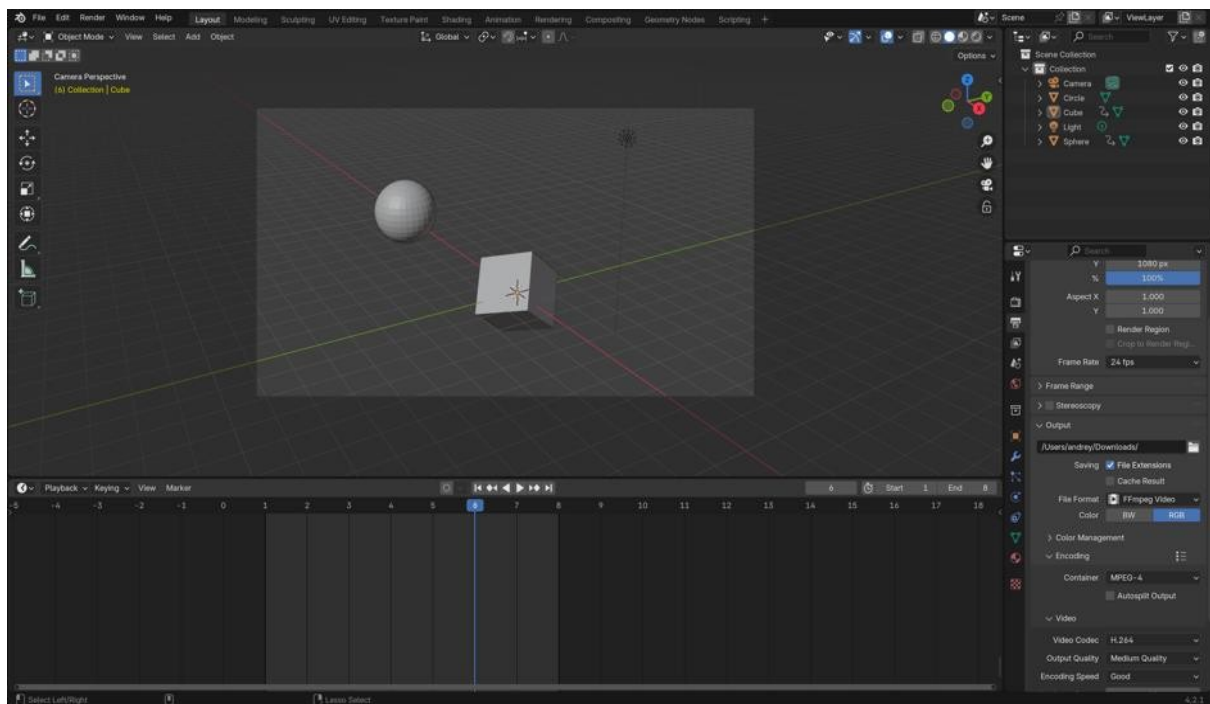 File Edit Render Window Help Layout Modeling Sculpting UV Editing Texture Paint Shading Animation Rendering Compositing Geometry Nodes Scripting + Scene ViewLayer
Object Mode View Select Add Object Global Search
Options
Camera Perspective
(6) Collection | Cube
Scene Collection
Collection
Camera
Circle
Cube
Light
Sphere
X
Y
Z
Search
Y 1080 px
% 100%
Aspect X 1.000
Y 1.000
Render Region
Crop to Render Regi...
Frame Rate 24 fps
Frame Range
Stereoscopy
Output
/Users/andrey/Downloads/
Saving File Extensions
Cache Result
File Format FFmpeg Video
Color BW RGB
Color Management
Encoding
Container MPEG-4
Autosplit Output
Video
Video Codec H.264
Output Quality Medium Quality
Encoding Speed Good
Playback Keying View Marker 6 Start 1 End 8
-5 -4 -3 -2 -1 0 1 2 3 4 5 6 7 8 9 10 11 12 13 14 15 16 17 18
Select Left/Right Lasso Select 4.2.1